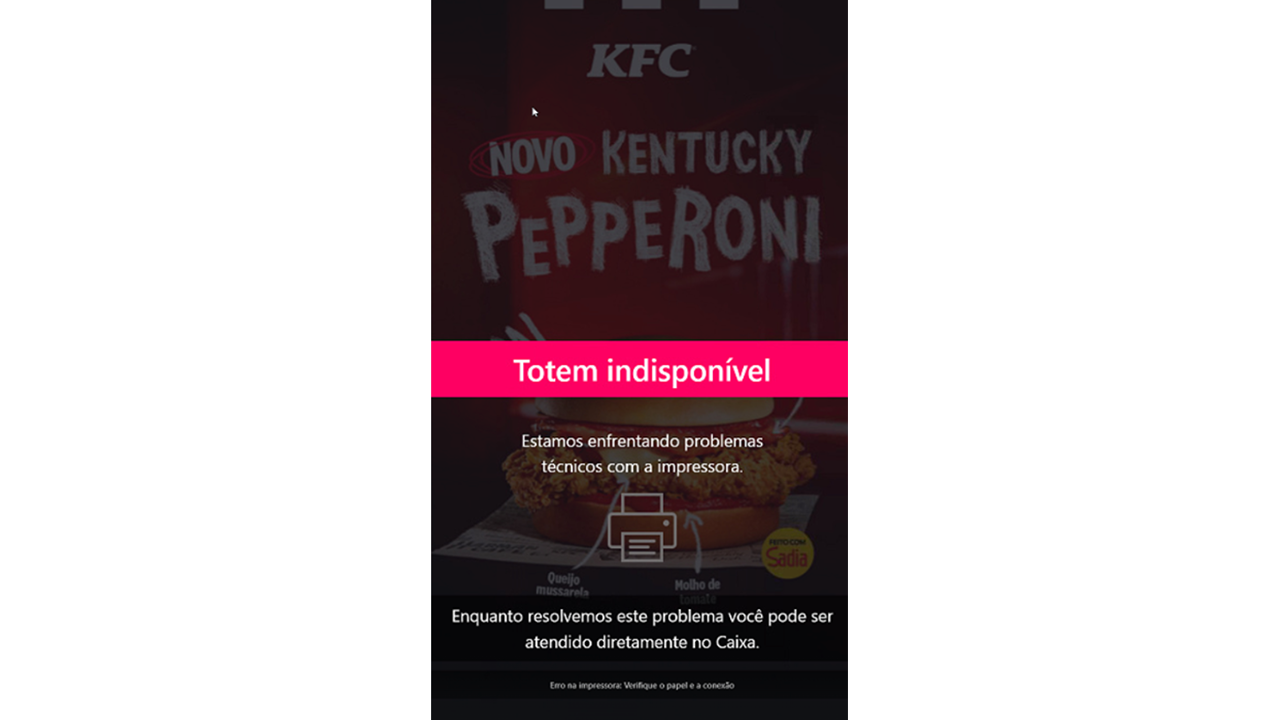 KFC
NOVO KENTUCKY
PEPPERONI
Totem indisponível
Estamos enfrentando problemas
técnicos com a impressora.
FEITO COM
Sadia
Queijo
mussarela
Molho de
tomate
Enquanto resolvemos este problema você pode ser
atendido diretamente no Caixa.
Erro na impressora: Verifique o papel e a conexão